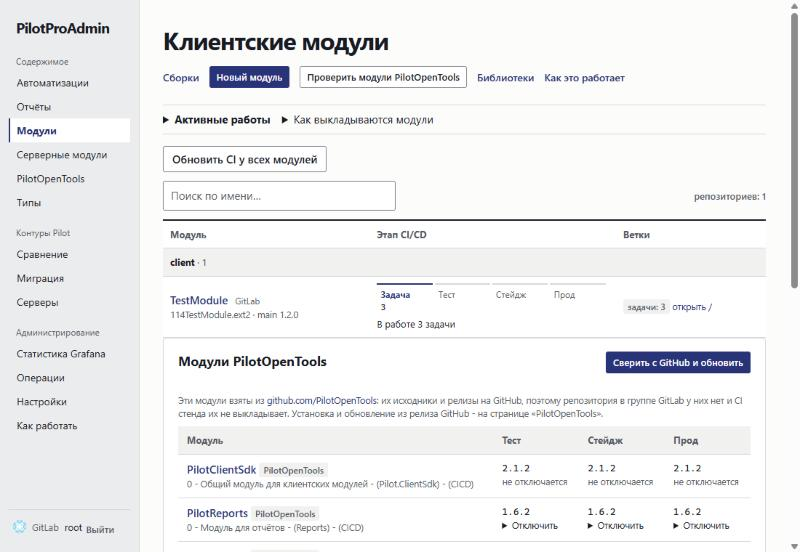 PilotProAdmin
Содержимое
Автоматизации
Отчёты
Модули
Серверные модули
PilotOpenTools
Типы
Контуры Pilot
Сравнение
Миграция
Серверы
Администрирование
Статистика Grafana
Операции
Настройки
Как работать
GitLab root Выйти
Клиентские модули
Сборки Новый модуль Проверить модули PilotOpenTools Библиотеки Как это работает
▶ Активные работы ▶ Как выкладываются модули
Обновить CI у всех модулей
Поиск по имени... репозиториев: 1
Модуль Этап CI/CD Ветки
client · 1
TestModule GitLab
114TestModule.ext2 · main 1.2.0
Задача Тест Стейдж Прод
3
В работе 3 задачи
задачи: 3 открыть /
Модули PilotOpenTools Сверить с GitHub и обновить
Эти модули взяты из github.com/PilotOpenTools: их исходники и релизы на GitHub, поэтому репозитория в группе GitLab у них нет и CI
стенда их не выкладывает. Установка и обновление из релиза GitHub - на странице «PilotOpenTools».
Модуль Тест Стейдж Прод
PilotClientSdk PilotOpenTools 2.1.2 2.1.2 2.1.2
0 - Общий модуль для клиентских модулей - (Pilot.ClientSdk) - (CICD) не отключается не отключается не отключается
PilotReports PilotOpenTools 1.6.2 1.6.2 1.6.2
0 - Модуль для отчётов - (Reports) - (CICD) ▶ Отключить ▶ Отключить ▶ Отключить